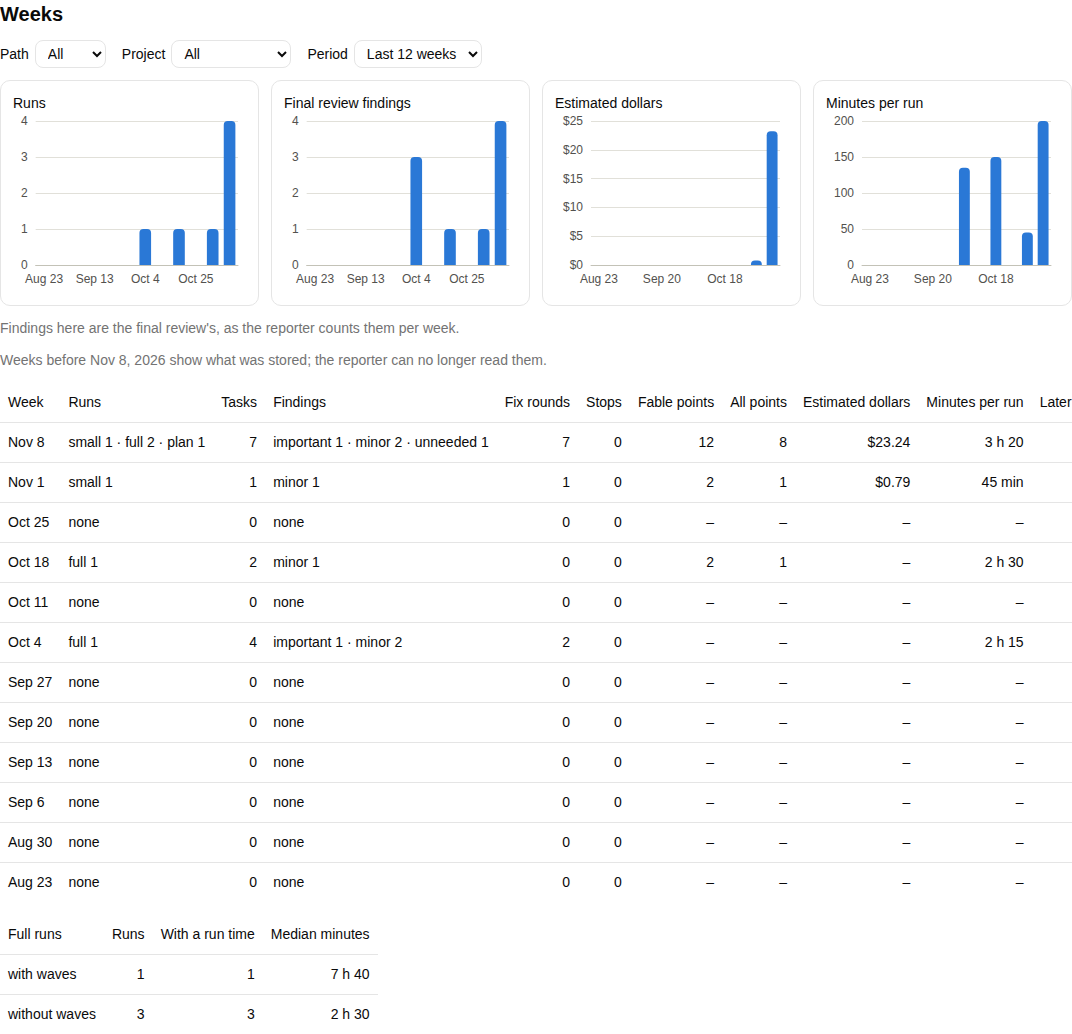 Weeks
Path All Project All Period Last 12 weeks
Runs
4
3
2
1
0
Aug 23 Sep 13 Oct 4 Oct 25
Final review findings
4
3
2
1
0
Aug 23 Sep 13 Oct 4 Oct 25
Estimated dollars
$25
$20
$15
$10
$5
$0
Aug 23 Sep 20 Oct 18
Minutes per run
200
150
100
50
0
Aug 23 Sep 20 Oct 18
Findings here are the final review's, as the reporter counts them per week.
Weeks before Nov 8, 2026 show what was stored; the reporter can no longer read them.
Week Runs Tasks Findings Fix rounds Stops Fable points All points Estimated dollars Minutes per run Later
Nov 8 small 1 · full 2 · plan 1 7 important 1 · minor 2 · unneeded 1 7 0 12 8 $23.24 3 h 20
Nov 1 small 1 1 minor 1 1 0 2 1 $0.79 45 min
Oct 25 none 0 none 0 0 – – – –
Oct 18 full 1 2 minor 1 0 0 2 1 – 2 h 30
Oct 11 none 0 none 0 0 – – – –
Oct 4 full 1 4 important 1 · minor 2 2 0 – – – 2 h 15
Sep 27 none 0 none 0 0 – – – –
Sep 20 none 0 none 0 0 – – – –
Sep 13 none 0 none 0 0 – – – –
Sep 6 none 0 none 0 0 – – – –
Aug 30 none 0 none 0 0 – – – –
Aug 23 none 0 none 0 0 – – – –
Full runs Runs With a run time Median minutes
with waves 1 1 7 h 40
without waves 3 3 2 h 30